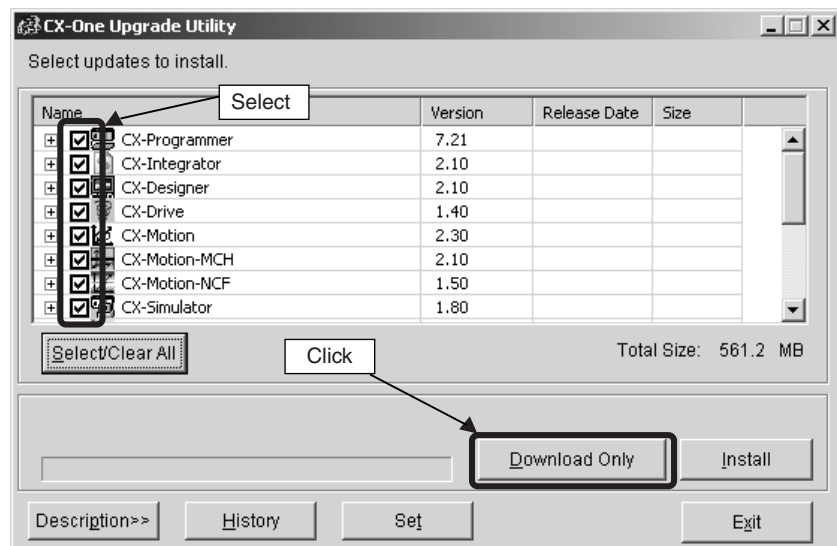 CX-One Upgrade Utility
Select updates to install.
Select
Name Version Release Date Size
CX-Programmer 7.21
CX-Integrator 2.10
CX-Designer 2.10
CX-Drive 1.40
CX-Motion 2.30
CX-Motion-MCH 2.10
CX-Motion-NCF 1.50
CX-Simulator 1.80
Select/Clear All
Click
Total Size: 561.2 MB
Download Only
Install
Description>>
History
Set
Exit